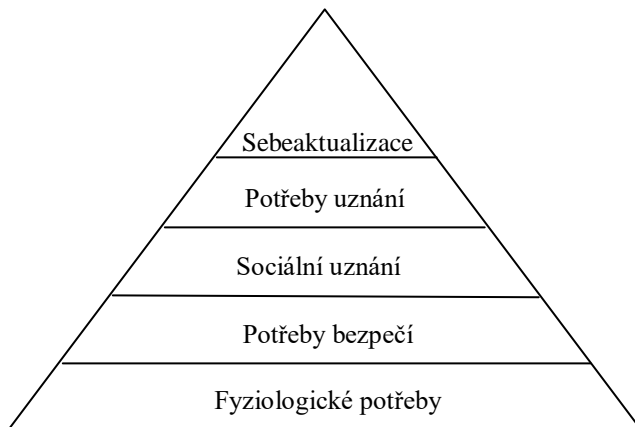 Sebeaktualizace
Potřeby uznání
Sociální uznání
Potřeby bezpečí
Fyziologické potřeby